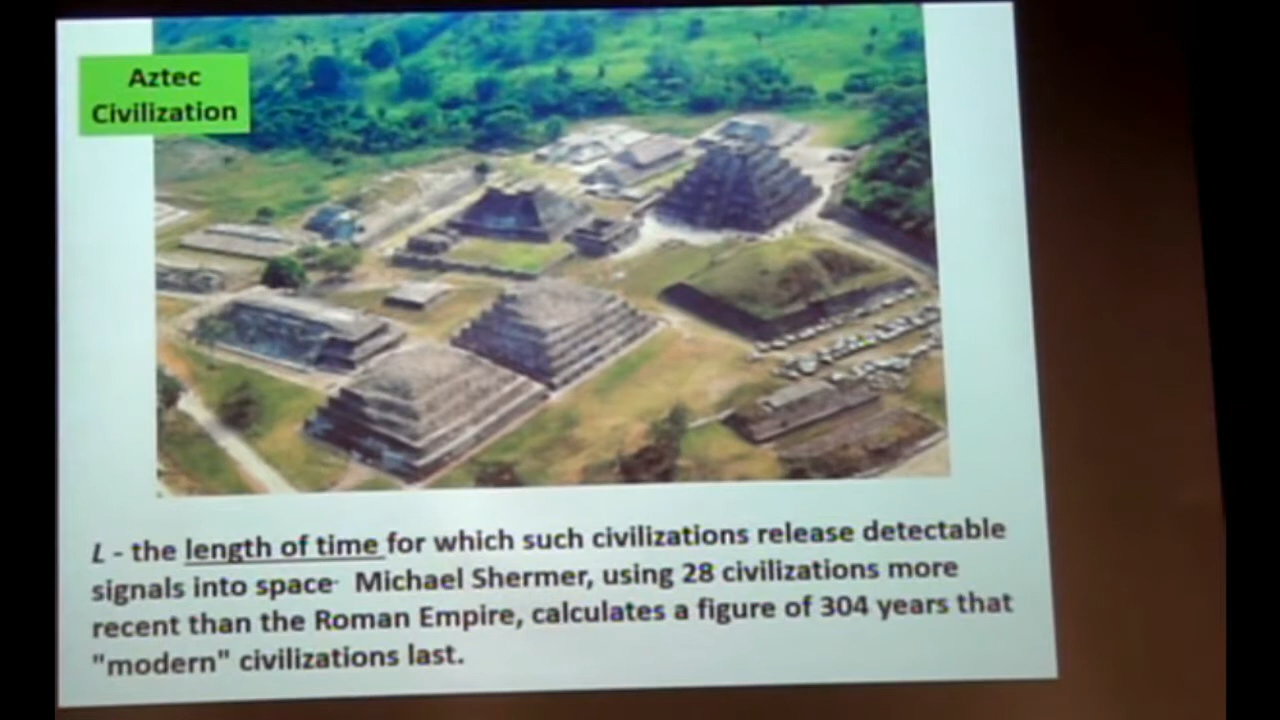 Aztec
Civilization
L - the length of time for which such civilizations release detectable
signals into space- Michael Shermer, using 28 civilizations more
recent than the Roman Empire, calculates a figure of 304 years that
"modern" civilizations last.